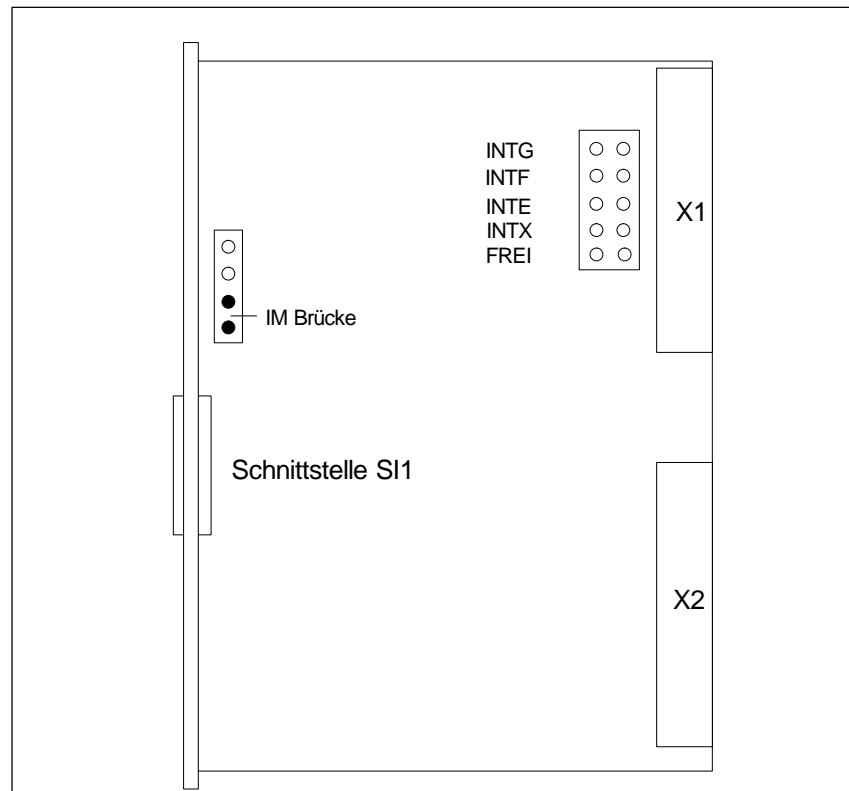 INTG
INTF
INTE
INTX
FREI
X1
IM Brücke
Schnittstelle SI1
X2